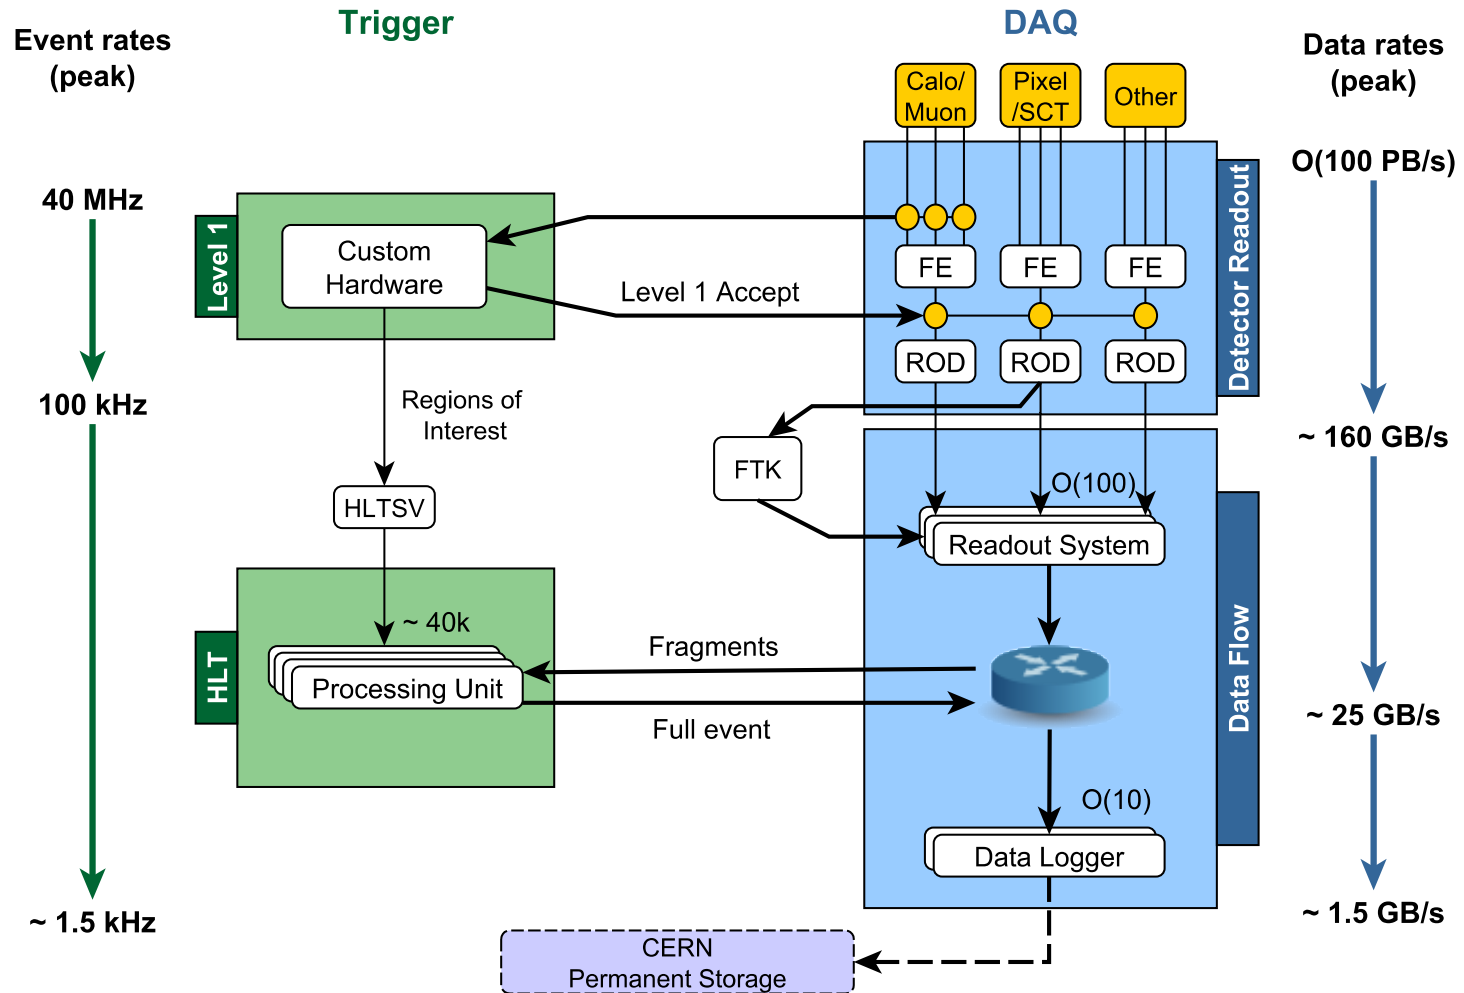 Trigger
DAQ
Event rates
(peak)
Data rates
(peak)
Calo/
Muon
Pixel
/SCT
Other
O(100 PB/s)
40 MHz
Level 1
Custom
Hardware
FE
FE
FE
Detector Readout
Level 1 Accept
ROD
ROD
ROD
100 kHz
Regions of
Interest
~ 160 GB/s
FTK
O(100)
HLTSV
Readout System
~ 40k
HLT
Processing Unit
Fragments
Full event
Data Flow
~ 25 GB/s
O(10)
Data Logger
~ 1.5 kHz
~ 1.5 GB/s
CERN
Permanent Storage